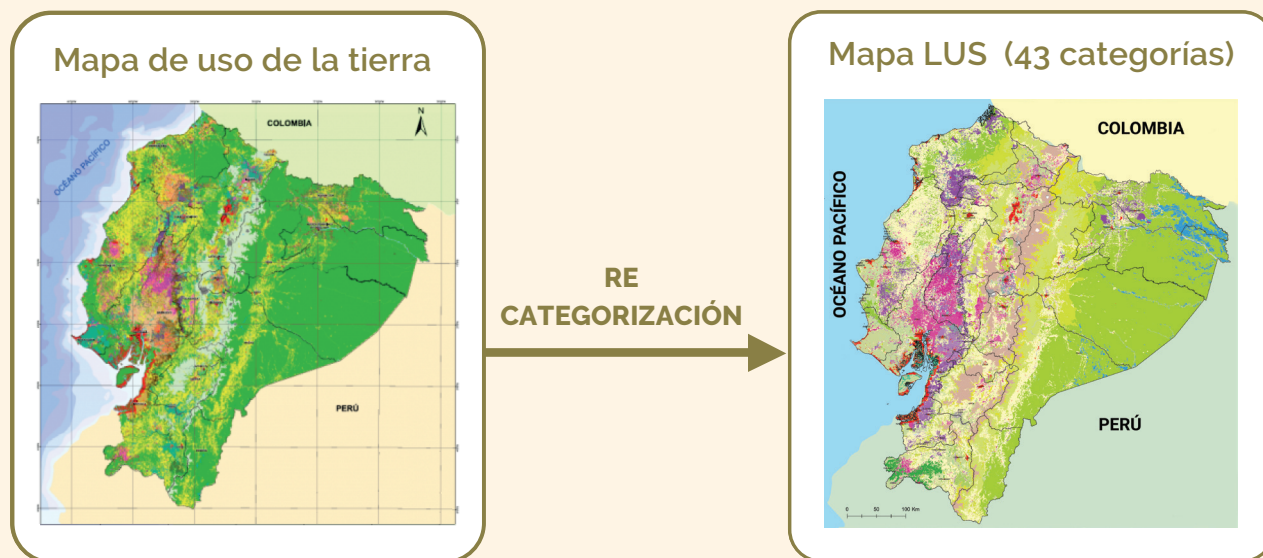 Mapa de uso de la tierra
N
COLOMBIA
OCÉANO PACÍFICO
PERÚ
RE
CATEGORIZACIÓN
Mapa LUS (43 categorías)
COLOMBIA
OCÉANO PACÍFICO
PERÚ
0 50 100 Km